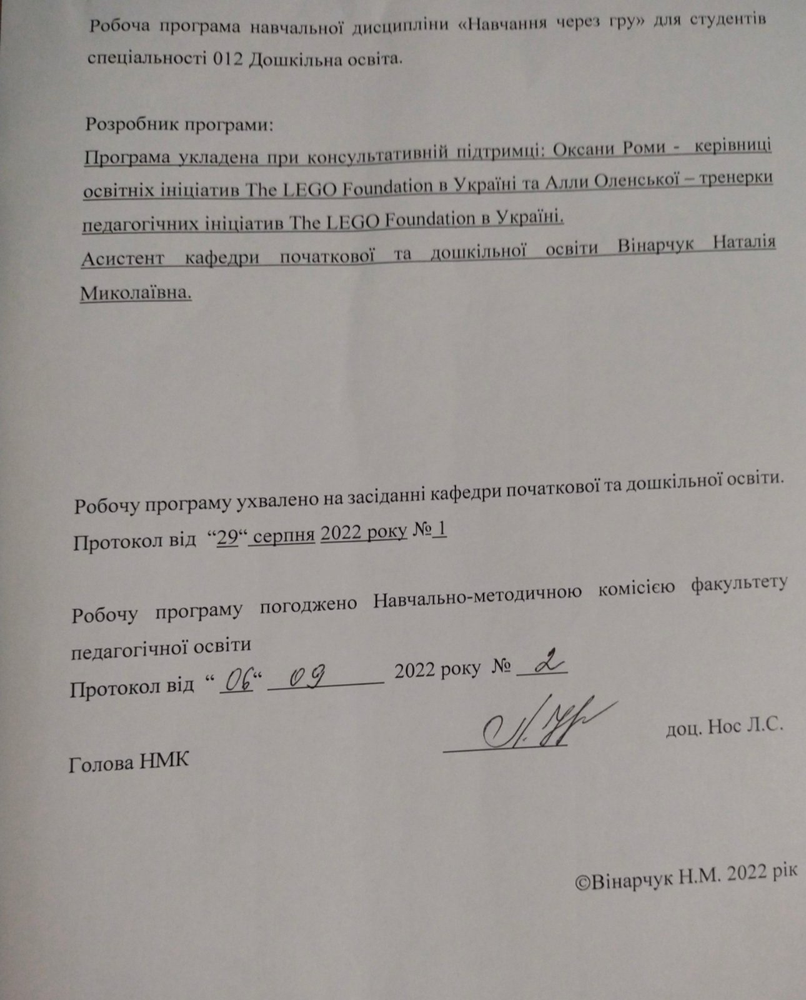 Робоча програма навчальної дисципліни «Навчання через гру» для студентів
спеціальності 012 Дошкільна освіта.
Розробник програми:
Програма укладена при консультативній підтримці: Оксани Роми - керівниці
освітніх ініціатив The LEGO Foundation в Україні та Алли Оленської – тренерки
педагогічних ініціатив The LEGO Foundation в Україні.
Асистент кафедри початкової та дошкільної освіти Вінарчук Наталія
Миколаївна.
Робочу програму ухвалено на засіданні кафедри початкової та дошкільної освіти.
Протокол від “29“ серпня 2022 року № 1
Робочу програму погоджено Навчально-методичною комісією факультету
педагогічної освіти
Протокол від “ 06“ 09 2022 року № 2
доц. Нос Л.С.
Голова НМК
©Вінарчук Н.М. 2022 рік